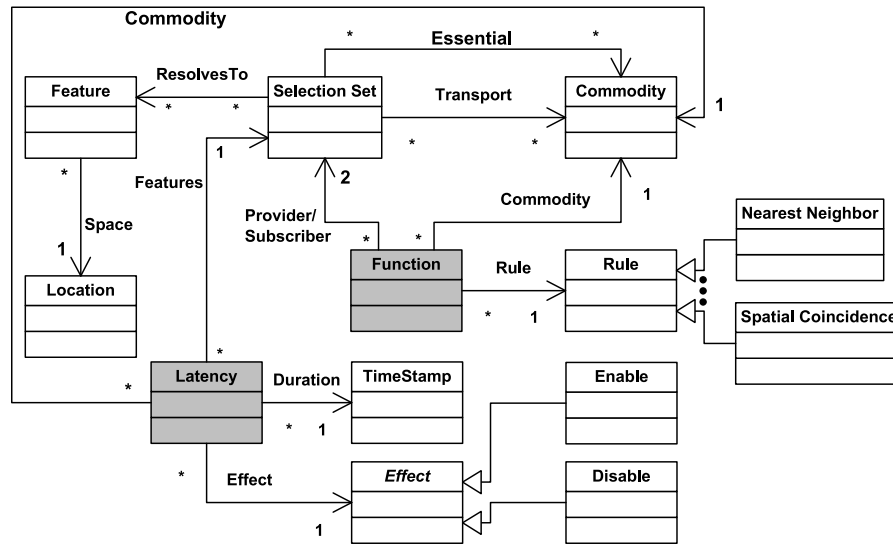 Commodity
*
Essential
*
ResolvesTo
Feature
Selection Set
Transport
Commodity
*
*
1
1
*
*
*
Features
2
1
Provider/
Subscriber
Commodity
Space
Nearest Neighbor
*
*
1
Function
Rule
Rule
Location
*
1
Spatial Coincidence
*
Latency
Duration
TimeStamp
Enable
*
*
1
*
Effect
Effect
Disable
1